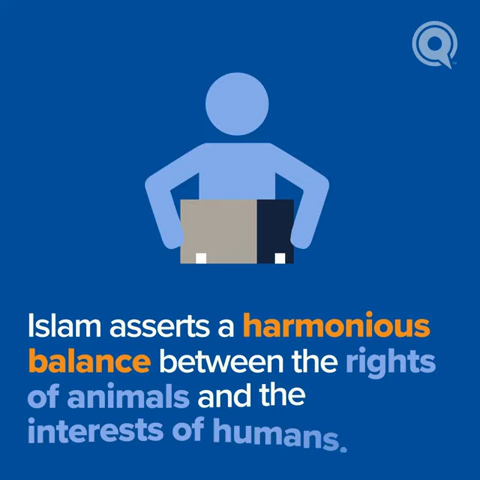 Islam asserts a harmonious
balance between the rights
of animals and the
interests of humans.